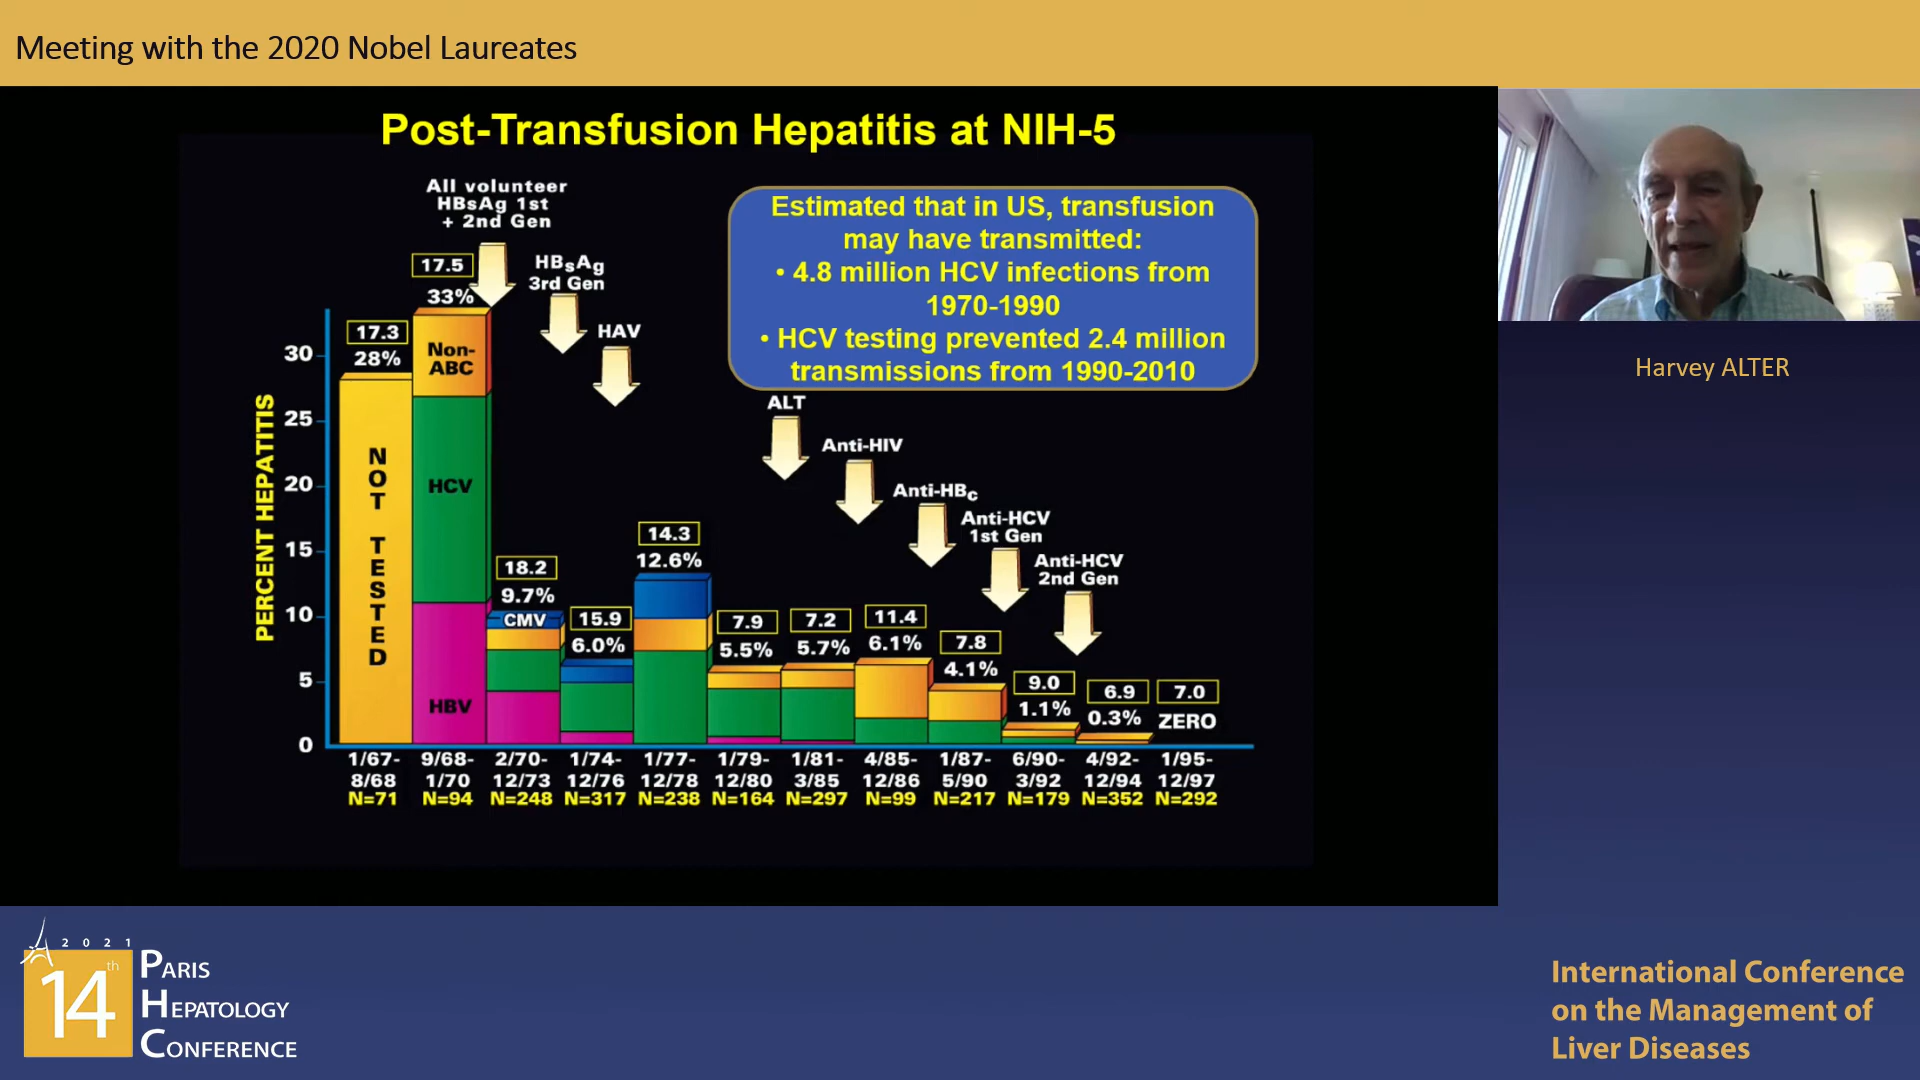 Meeting with the 2020 Nobel Laureates
Post-Transfusion Hepatitis at NIH-5
All volunteer
HBsAg 1st
+ 2nd Gen
HBsAg
3rd Gen
HAV
Estimated that in US, transfusion
may have transmitted:
• 4.8 million HCV infections from
1970-1990
• HCV testing prevented 2.4 million
transmissions from 1990-2010
ALT
Anti-HIV
Anti-HBc
Anti-HCV
1st Gen
Anti-HCV
2nd Gen
PERCENT HEPATITIS
30
25
20
15
10
5
0
17.3
28%
NOT TESTED
17.5
33%
Non-
ABC
HCV
HBV
18.2
9.7%
CMV
15.9
6.0%
14.3
12.6%
7.9
5.5%
7.2
5.7%
11.4
6.1%
7.8
4.1%
9.0
1.1%
6.9
0.3%
7.0
ZERO
1/67-
8/68
N=71
9/68-
1/70
N=94
2/70-
12/73
N=248
1/74-
12/76
N=317
1/77-
12/78
N=238
1/79-
12/80
N=164
1/81-
3/85
N=297
4/85-
12/86
N=99
1/87-
5/90
N=217
6/90-
3/92
N=179
4/92-
12/94
N=352
1/95-
12/97
N=292
Harvey ALTER
2021
14th
PARIS
HEPATOLOGY
CONFERENCE
International Conference
on the Management of
Liver Diseases